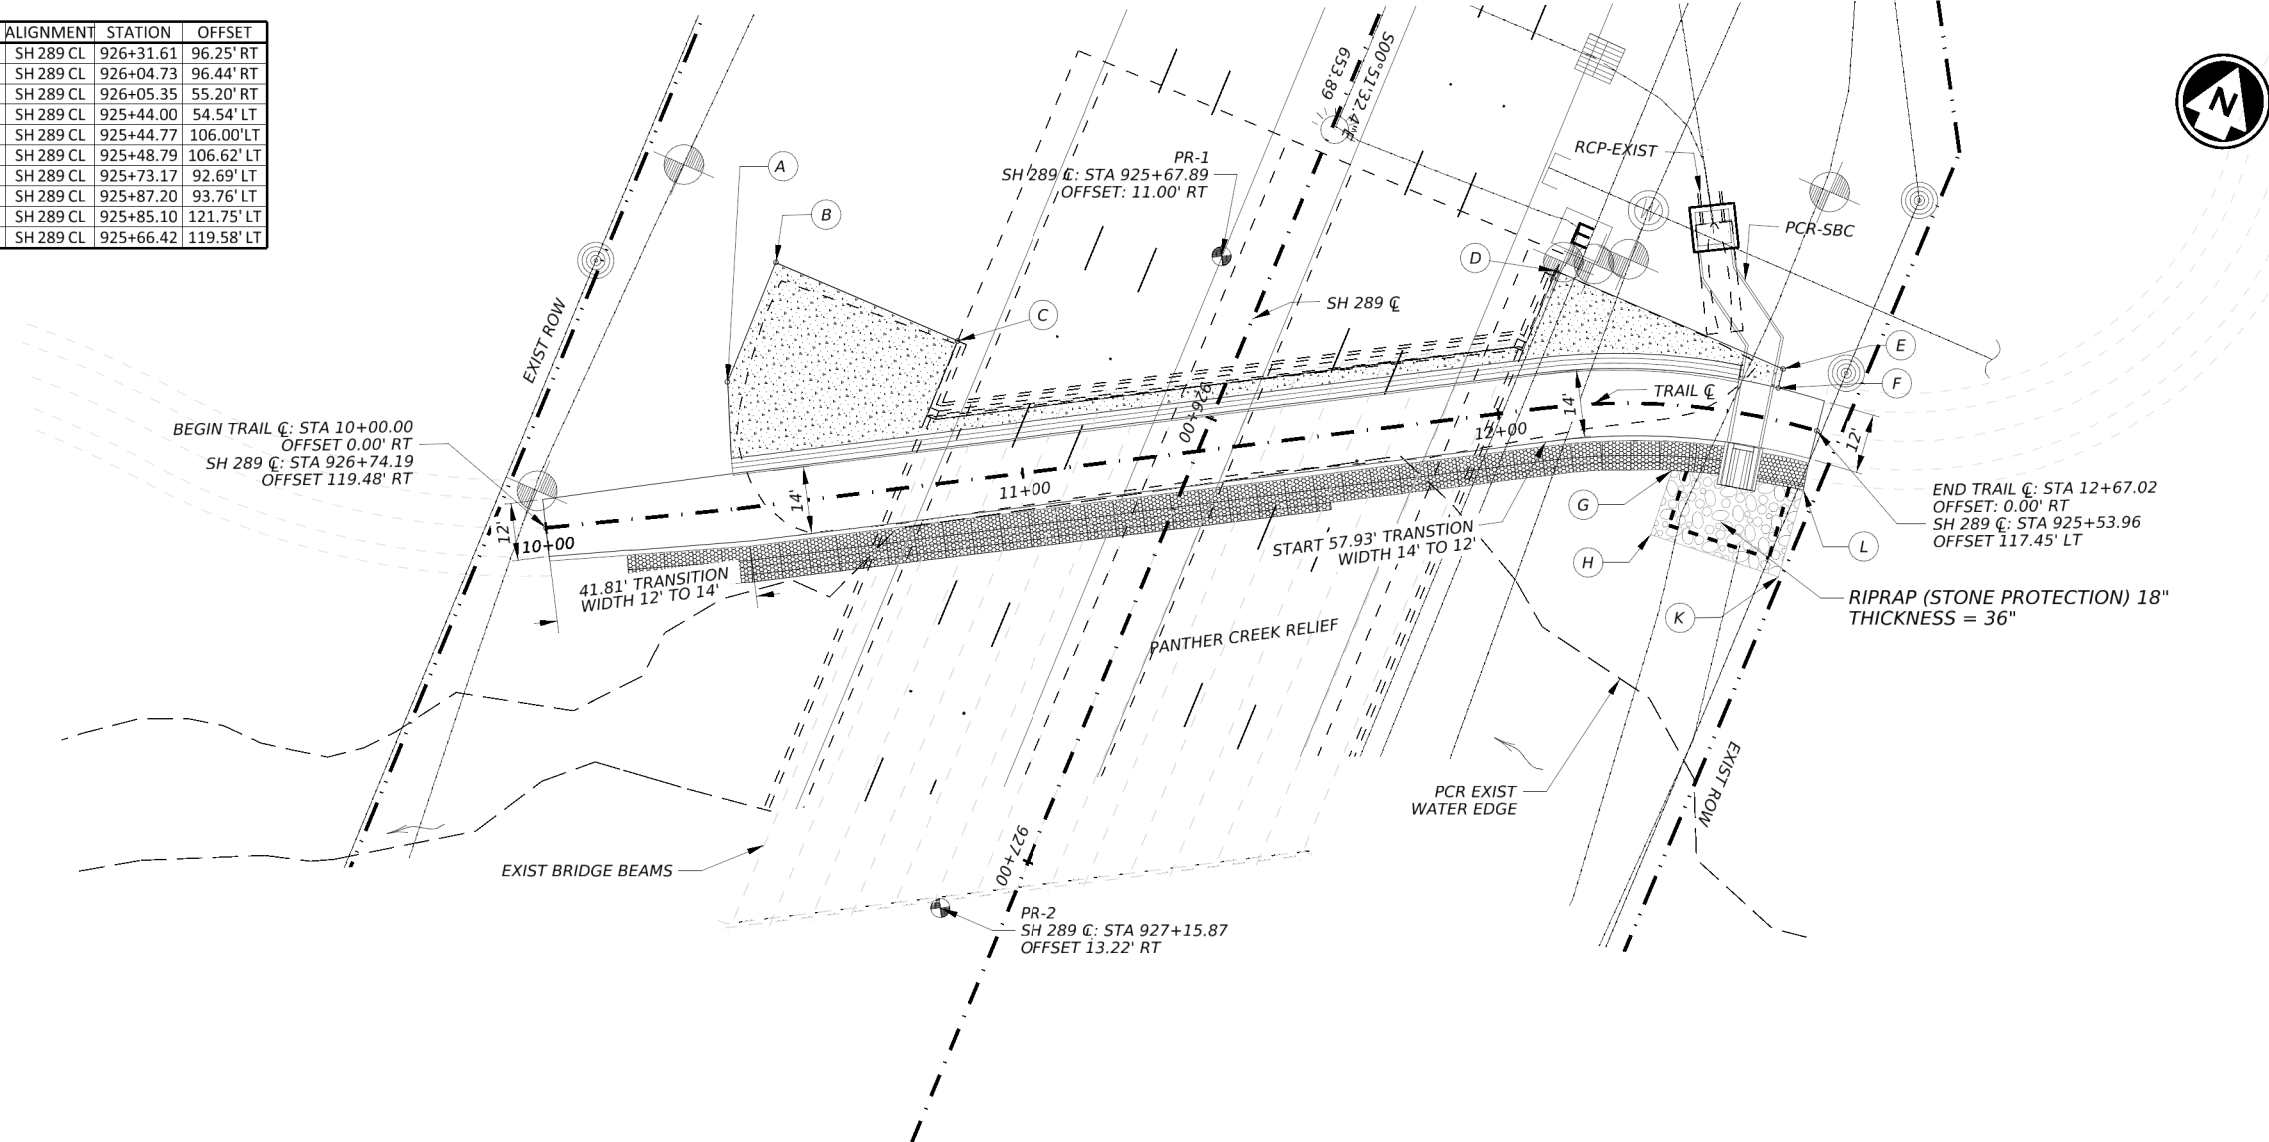 ALIGNMENT STATION OFFSET
SH 289 CL 926+31.61 96.25' RT
SH 289 CL 926+04.73 96.44' RT
SH 289 CL 926+05.35 55.20' RT
SH 289 CL 925+44.00 54.54' LT
SH 289 CL 925+44.77 106.00'LT
SH 289 CL 925+48.79 106.62' LT
SH 289 CL 925+73.17 92.69' LT
SH 289 CL 925+87.20 93.76' LT
SH 289 CL 925+85.10 121.75' LT
SH 289 CL 925+66.42 119.58' LT
N
653.89
S00°51'32.4"E
A
B
PR-1
SH 289 ℄: STA 925+67.89
OFFSET: 11.00' RT
RCP-EXIST
PCR-SBC
E
D
SH 289 ℄
C
EXIST ROW
E
F
TRAIL ℄
926+00
14'
12+00
12'
BEGIN TRAIL ℄: STA 10+00.00
OFFSET 0.00' RT
SH 289 ℄: STA 926+74.19
OFFSET 119.48' RT
11+00
14'
12'
10+00
G
H
L
K
END TRAIL ℄: STA 12+67.02
OFFSET: 0.00' RT
SH 289 ℄: STA 925+53.96
OFFSET 117.45' LT
START 57.93' TRANSTION
WIDTH 14' TO 12'
41.81' TRANSITION
WIDTH 12' TO 14'
RIPRAP (STONE PROTECTION) 18"
THICKNESS = 36"
PANTHER CREEK RELIEF
EXIST ROW
PCR EXIST
WATER EDGE
EXIST BRIDGE BEAMS
927+00
PR-2
SH 289 ℄: STA 927+15.87
OFFSET 13.22' RT